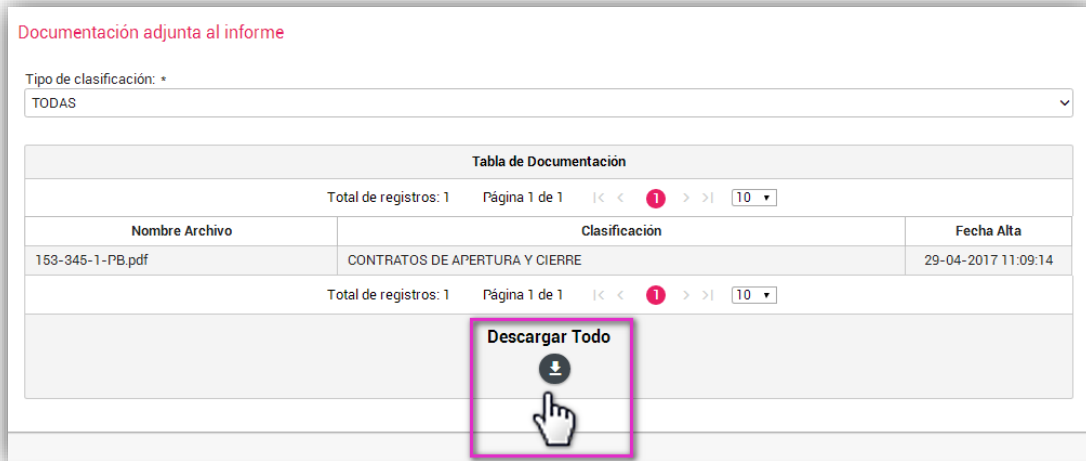 Documentación adjunta al informe
Tipo de clasificación: *
TODAS
Tabla de Documentación
Total de registros: 1 Página 1 de 1 |< < 1 > >| 10
Nombre Archivo Clasificación Fecha Alta
153-345-1-PB.pdf CONTRATOS DE APERTURA Y CIERRE 29-04-2017 11:09:14
Total de registros: 1 Página 1 de 1 |< < 1 > >| 10
Descargar Todo